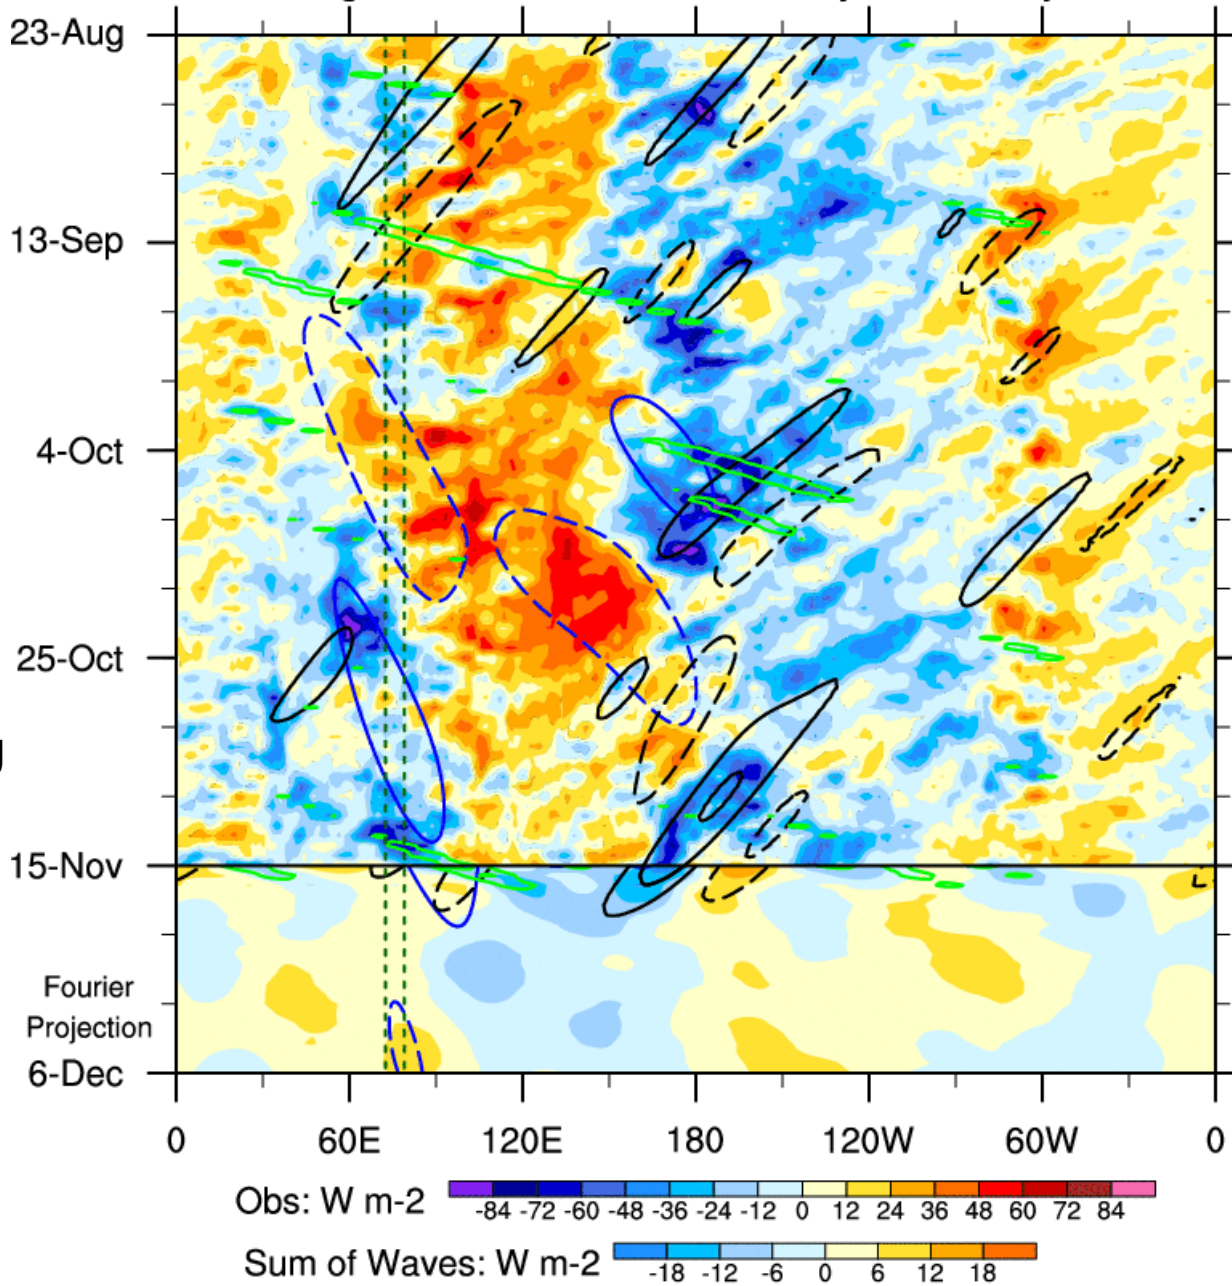 23-Aug
13-Sep
4-Oct
25-Oct
15-Nov
Fourier
Projection
6-Dec
0 60E 120E 180 120W 60W 0
Obs: W m-2
-84 -72 -60 -48 -36 -24 -12 0 12 24 36 48 60 72 84
Sum of Waves: W m-2
-18 -12 -6 0 6 12 18